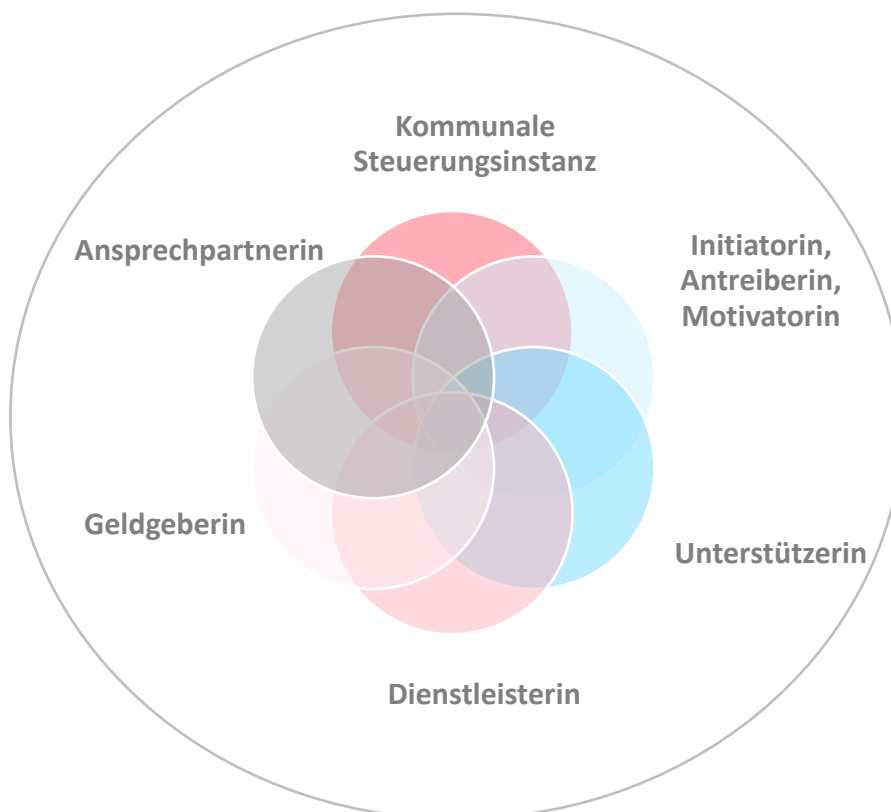 Kommunale
Steuerungsinstanz
Ansprechpartnerin
Initiatorin,
Antreiberin,
Motivatorin
Geldgeberin
Unterstützerin
Dienstleisterin